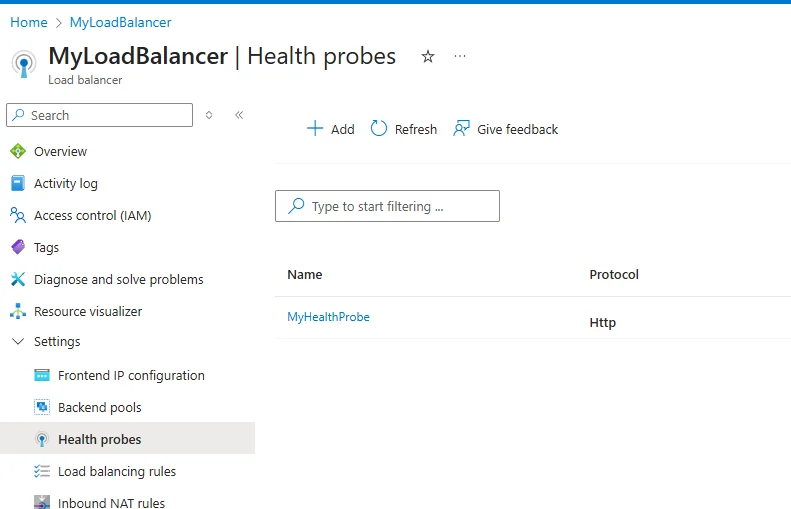 Home > MyLoadBalancer
MyLoadBalancer | Health probes
Load balancer
Search
Add Refresh Give feedback
Overview
Activity log
Access control (IAM)
Tags
Diagnose and solve problems
Resource visualizer
Settings
Frontend IP configuration
Backend pools
Health probes
Load balancing rules
Inbound NAT rules
Type to start filtering ...
Name Protocol
MyHealthProbe Http